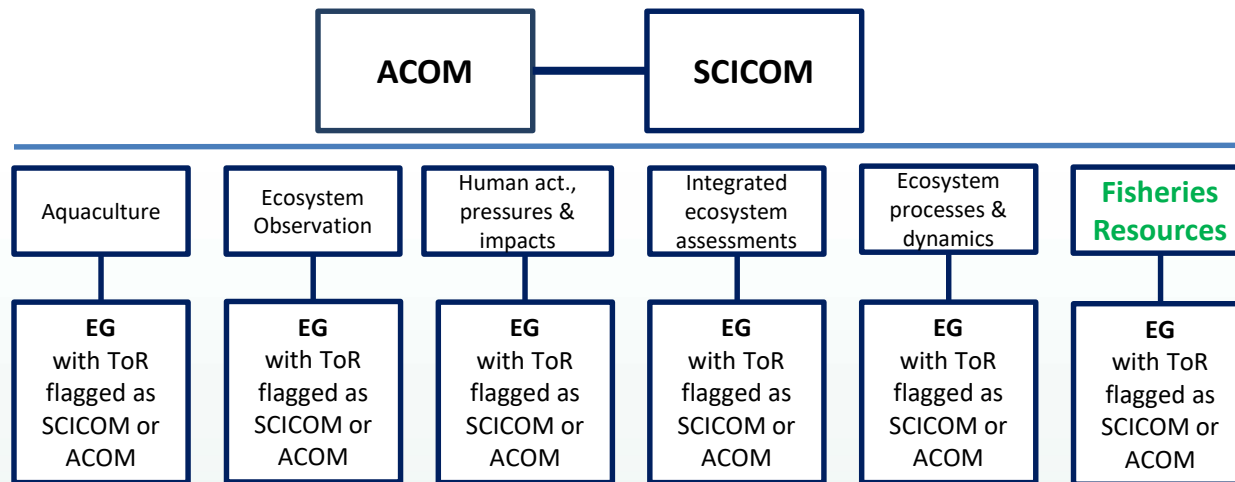 ACOM
SCICOM
Aquaculture
Ecosystem
Observation
Human act.,
pressures &
impacts
Integrated
ecosystem
assessments
Ecosystem
processes &
dynamics
Fisheries
Resources
EG
with ToR
flagged as
SCICOM or
ACOM
EG
with ToR
flagged as
SCICOM or
ACOM
EG
with ToR
flagged as
SCICOM or
ACOM
EG
with ToR
flagged as
SCICOM or
ACOM
EG
with ToR
flagged as
SCICOM or
ACOM
EG
with ToR
flagged as
SCICOM or
ACOM